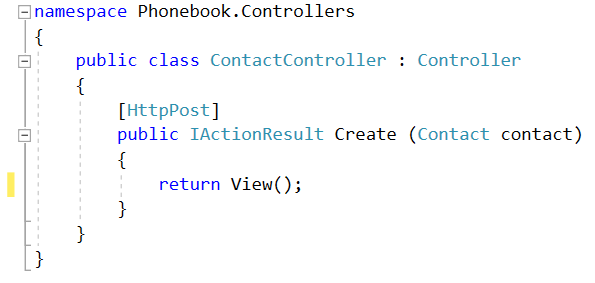 namespace Phonebook.Controllers
{
    public class ContactController : Controller
    {
        [HttpPost]
        public IActionResult Create (Contact contact)
        {
            return View();
        }
    }
}